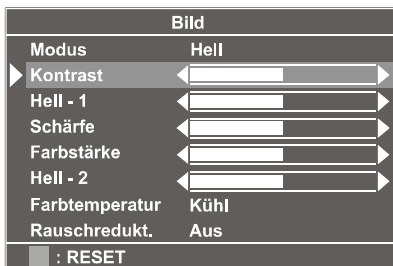 Bild
Modus Hell
Kontrast
Hell - 1
Schärfe
Farbstärke
Hell - 2
Farbtemperatur Kühl
Rauschredukt. Aus
: RESET